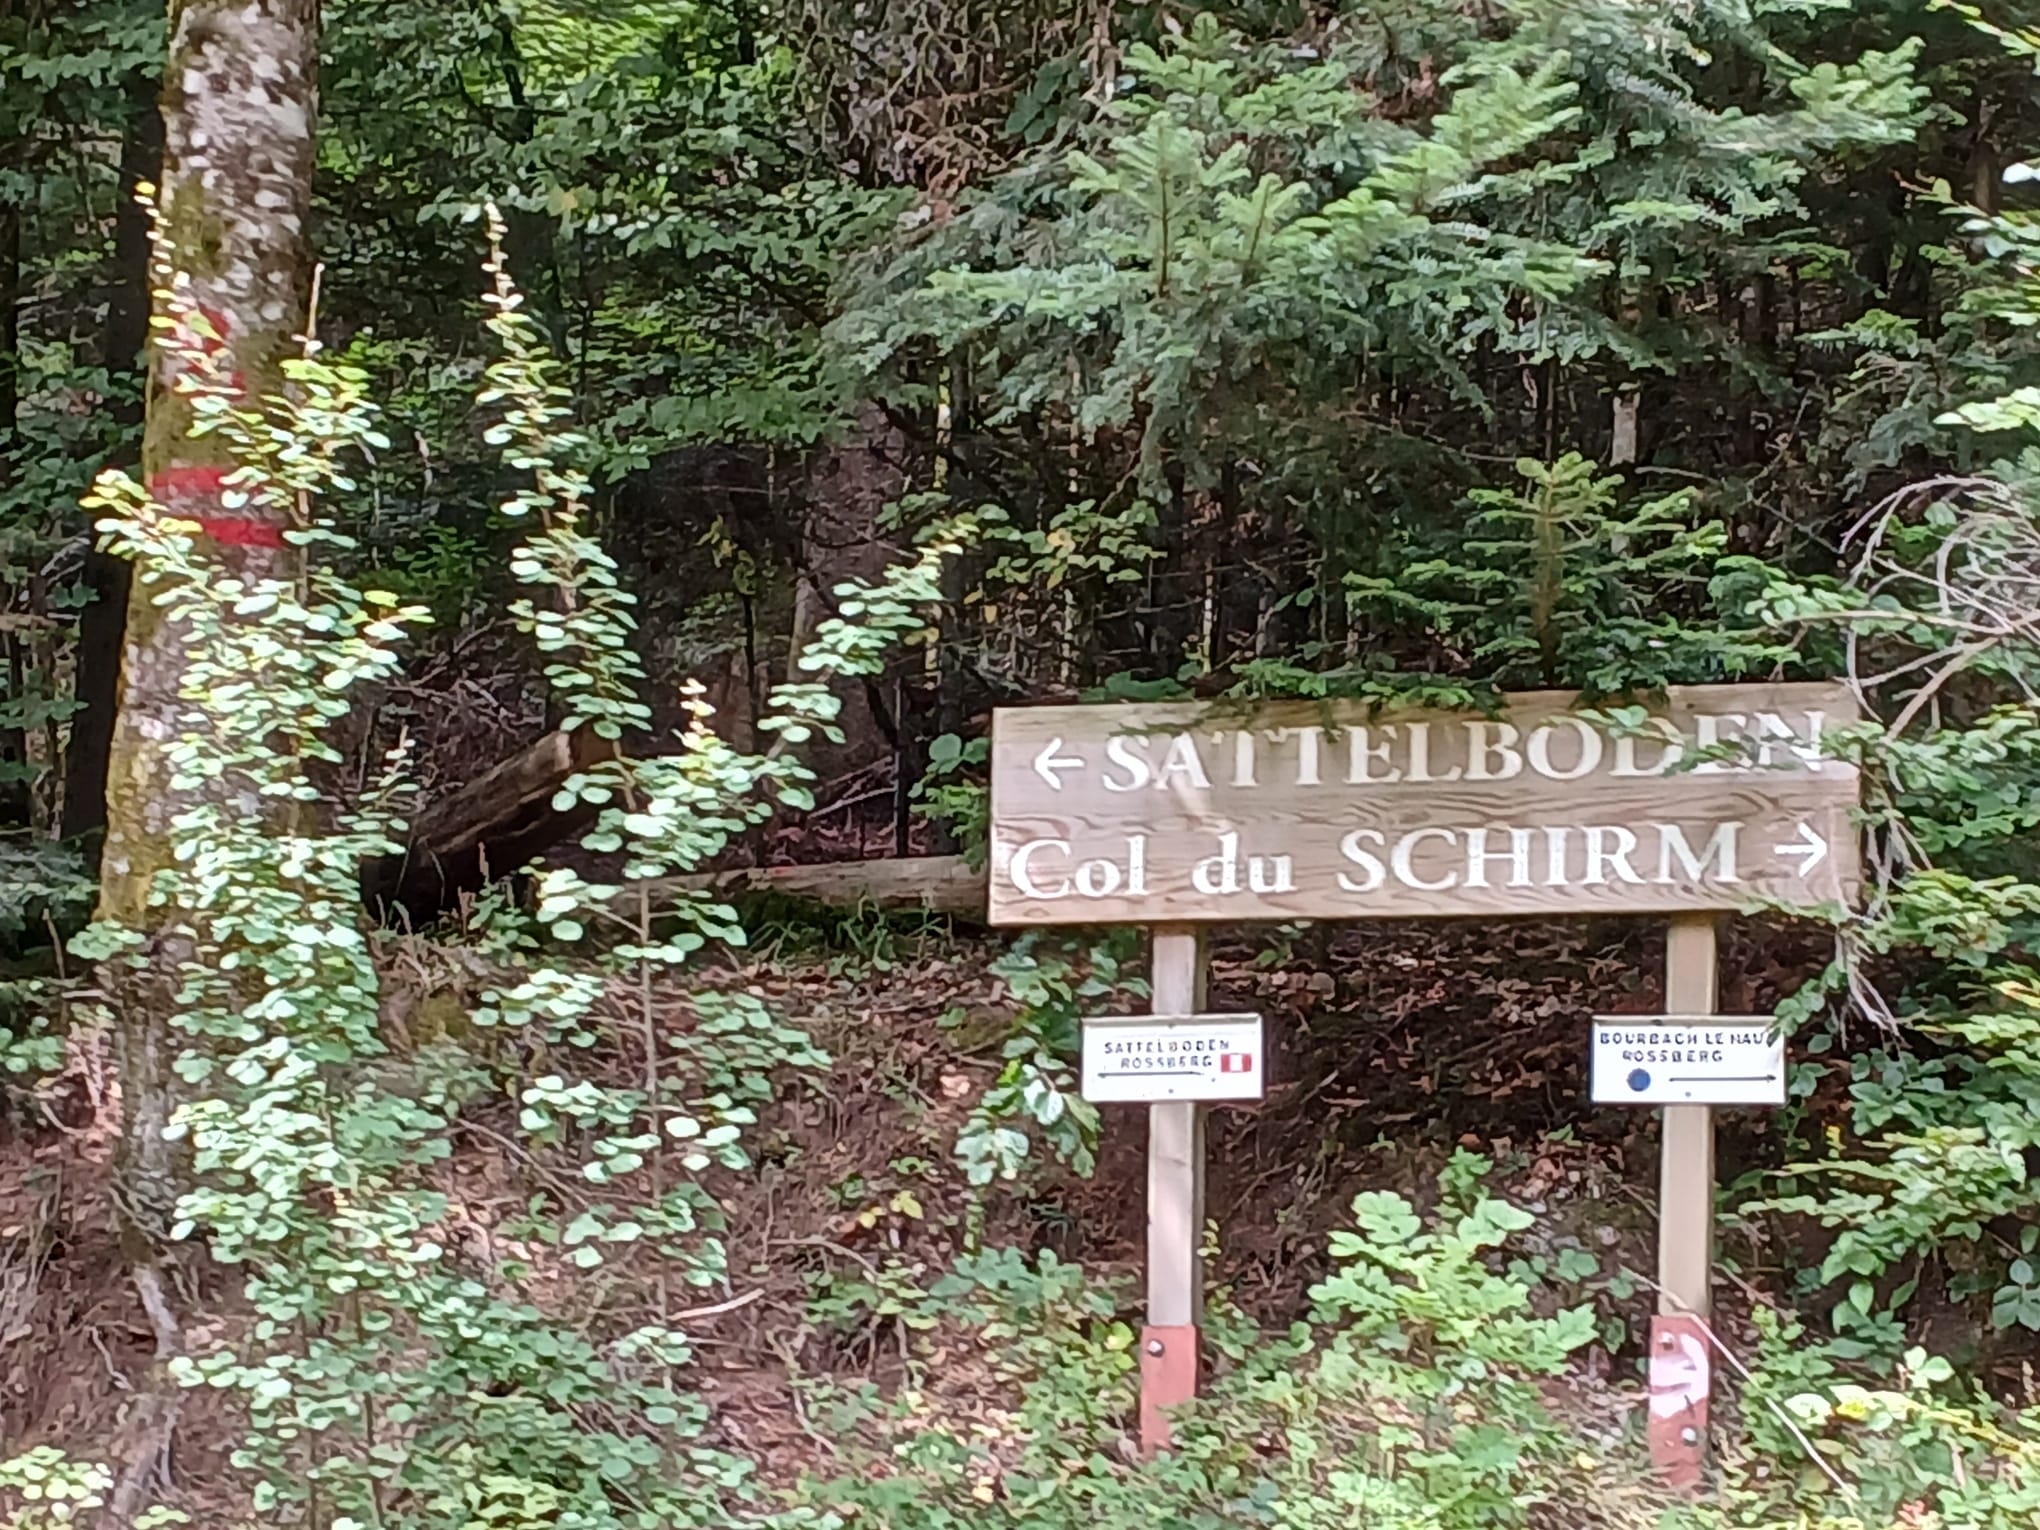 ← SATTELBODEN
Col du SCHIRM →
SATTELBODEN
ROSSBERG
BOURBACH LE HAUT
ROSSBERG